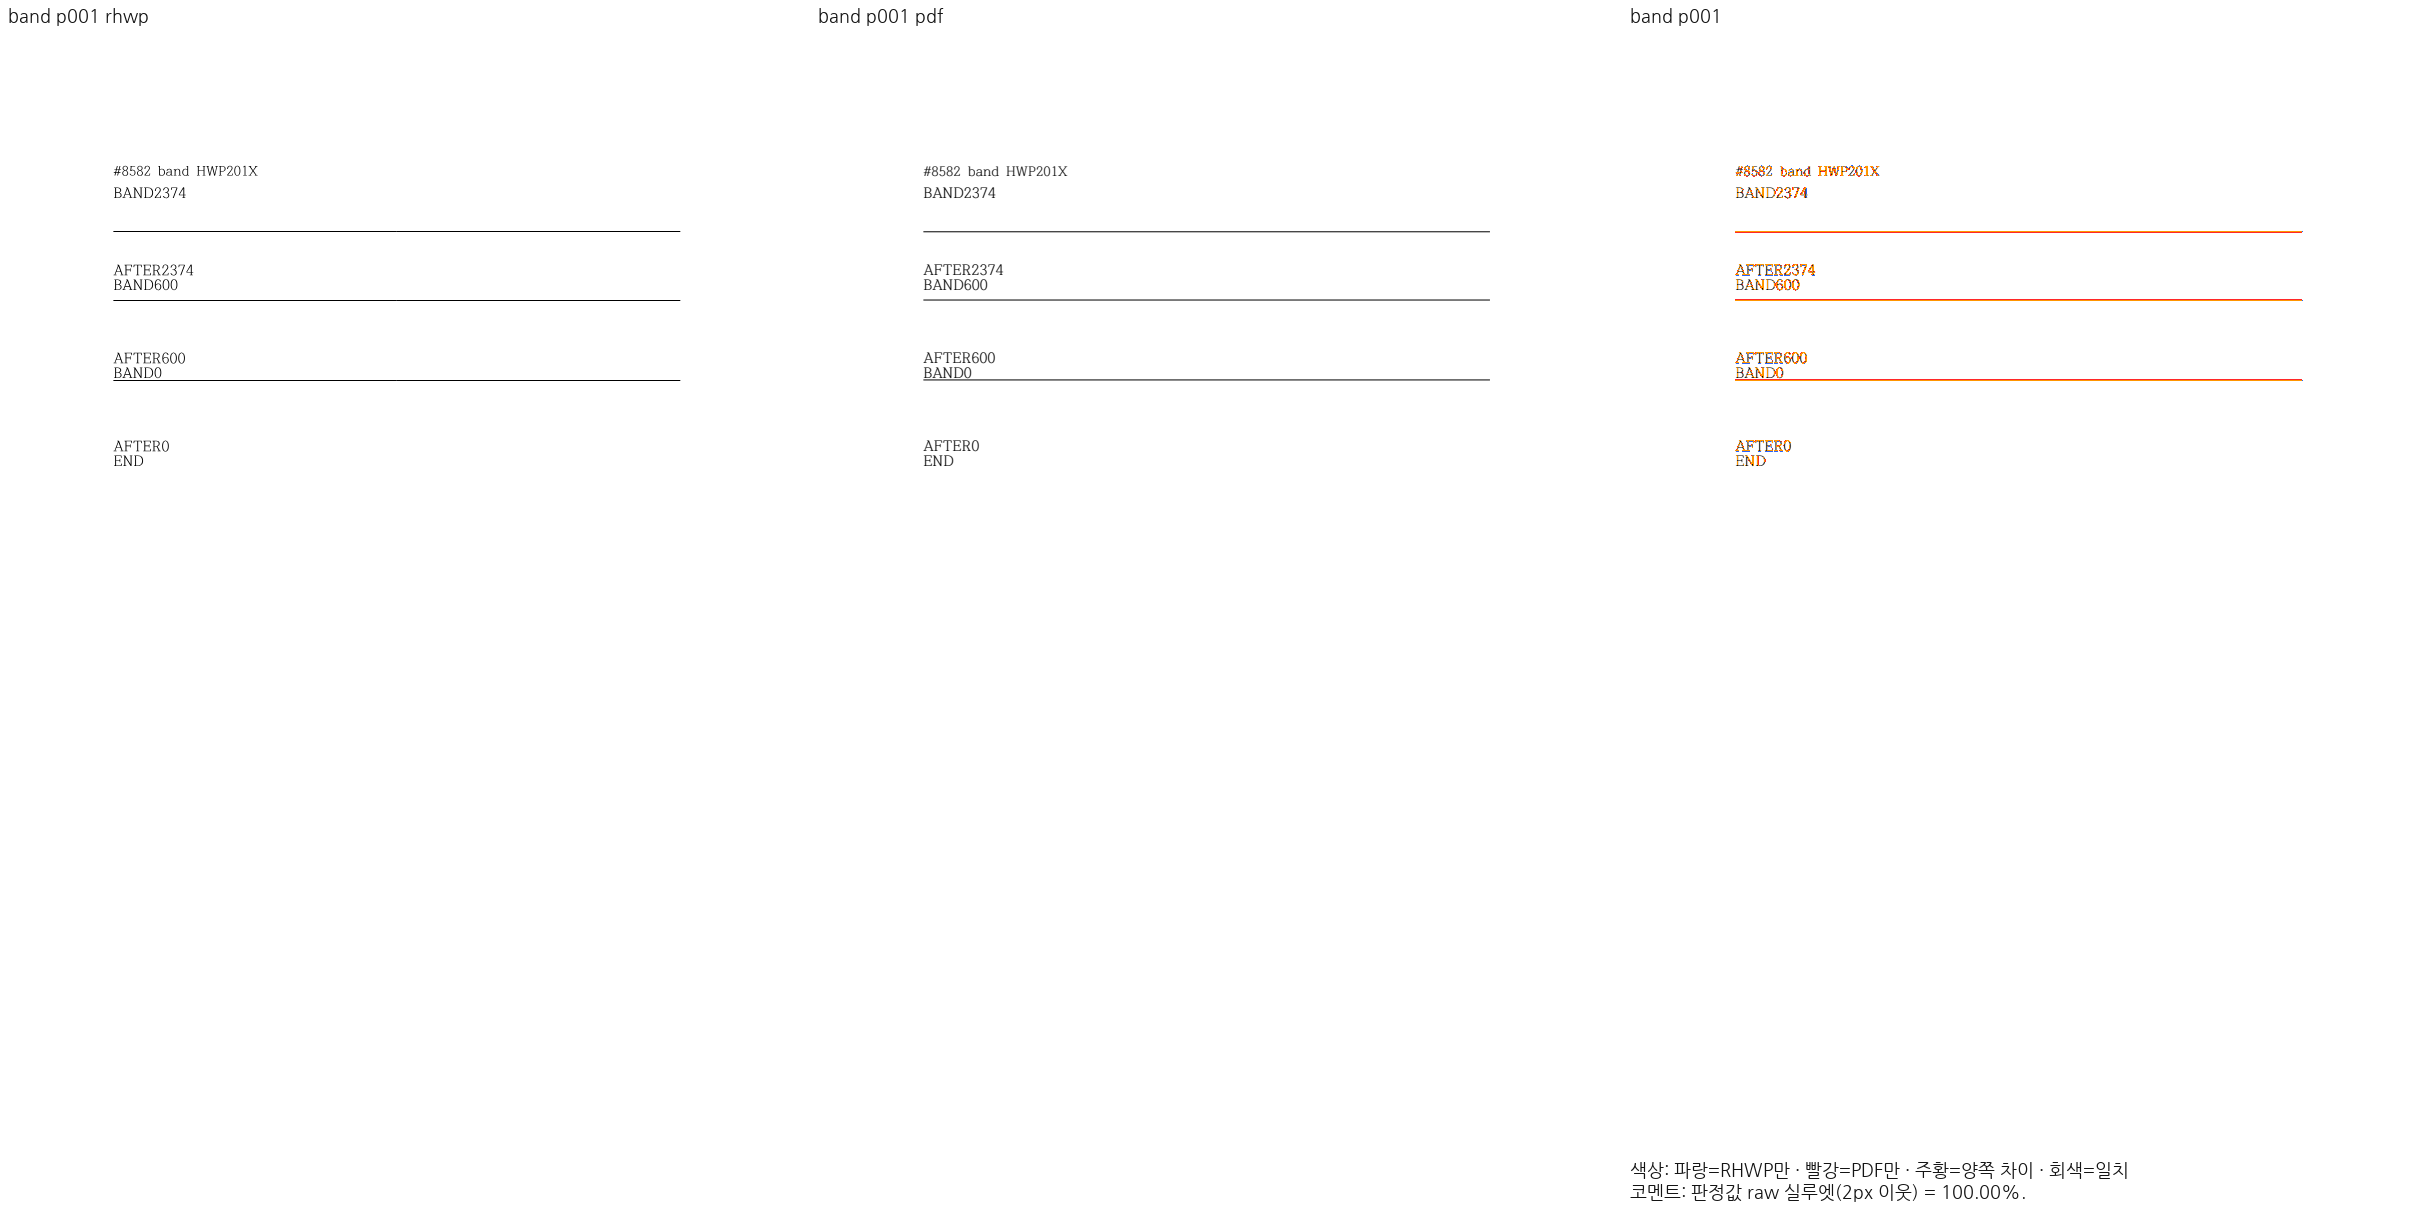 band p001 rhwp
#8582 band HWP201X
BAND2374
AFTER2374
BAND600
AFTER600
BAND0
AFTER0
END
band p001 pdf
#8582 band HWP201X
BAND2374
AFTER2374
BAND600
AFTER600
BAND0
AFTER0
END
band p001
#8582 band HWP201X
BAND2374
AFTER2374
BAND600
AFTER600
BAND0
AFTER0
END
색상: 파랑=RHWP만 · 빨강=PDF만 · 주황=양쪽 차이 · 회색=일치
코멘트: 판정값 raw 실루엣(2px 이웃) = 100.00%.